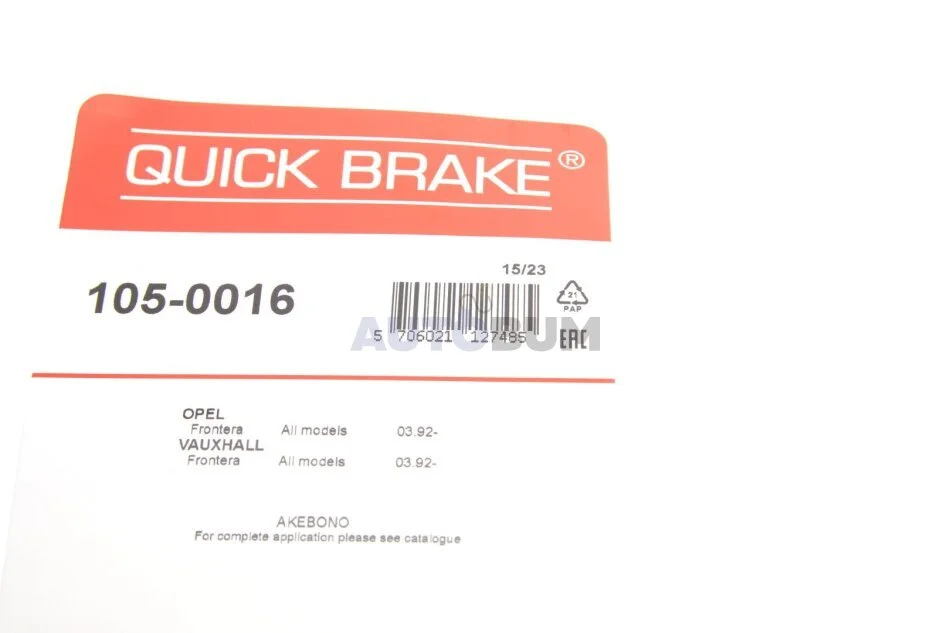 QUICK BRAKE®
15/23
105-0016
21
PAP
5 706021 127485
EAC
AUTOBUM
OPEL
Frontera All models 03.92-
VAUXHALL
Frontera All models 03.92-
AKEBONO
For complete application please see catalogue